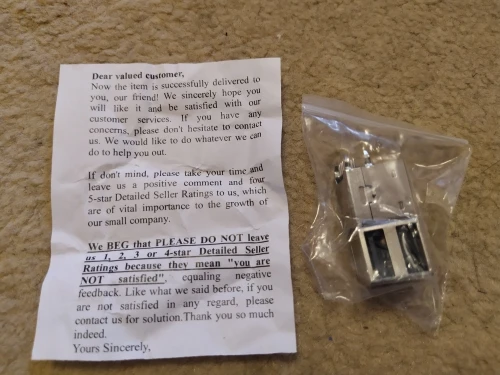 Dear valued customer,
Now the item is successfully delivered to
you, our friend! We sincerely hope you
will like it and be satisfied with our
customer services. If you have any
concerns, please don't hesitate to contact
us. We would like to do whatever we can
do to help you out.
If don't mind, please take your time and
leave us a positive comment and four
5-star Detailed Seller Ratings to us, which
are of vital importance to the growth of
our small company.
We BEG that PLEASE DO NOT leave
us 1, 2, 3 or 4-star Detailed Seller
Ratings because they mean "you are
NOT satisfied", equaling negative
feedback. Like what we said before, if you
are not satisfied in any regard, please
contact us for solution.Thank you so much
indeed.
Yours Sincerely,